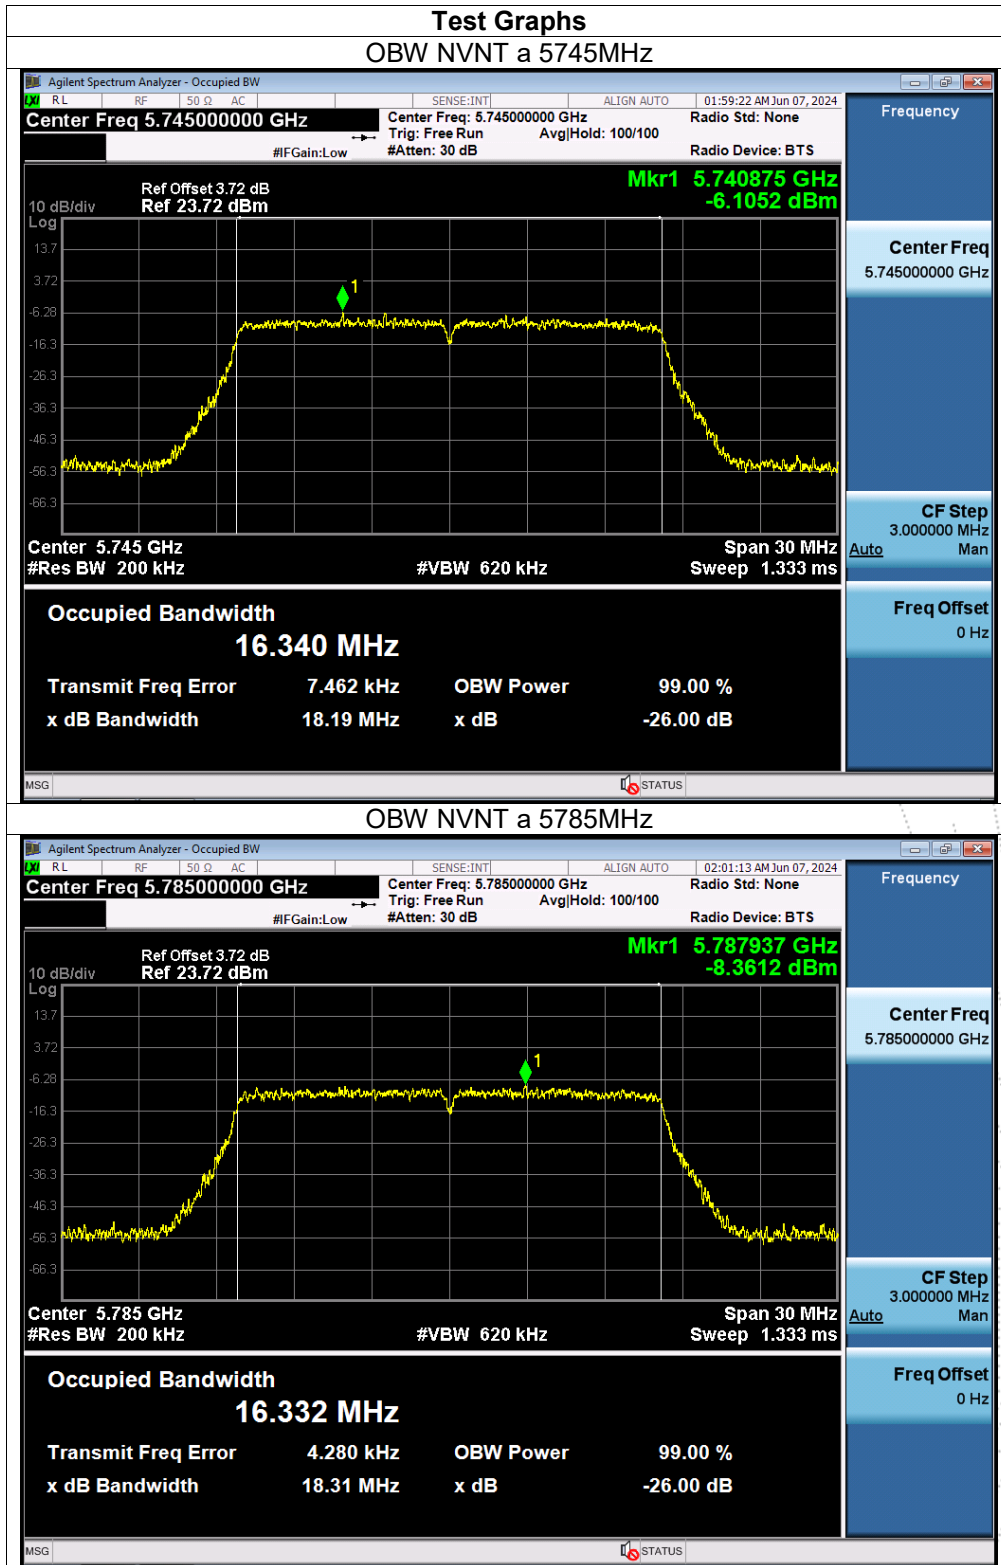 Test Graphs
OBW NVNT a 5745MHz
Agilent Spectrum Analyzer - Occupied BW
LXI RL RF 50 Ω AC SENSE:INT ALIGN AUTO 01:59:22 AM Jun 07, 2024
Center Freq 5.745000000 GHz
Center Freq: 5.745000000 GHz
Radio Std: None
Trig: Free Run Avg|Hold: 100/100
#IFGain:Low #Atten: 30 dB Radio Device: BTS
Frequency
Mkr1 5.740875 GHz
-6.1052 dBm
Ref Offset 3.72 dB
10 dB/div Ref 23.72 dBm
Log
13.7
3.72
-6.28
-16.3
-26.3
-36.3
-46.3
-56.3
-66.3
1
Center Freq
5.745000000 GHz
CF Step
3.000000 MHz
Auto Man
Freq Offset
0 Hz
Center 5.745 GHz Span 30 MHz
#Res BW 200 kHz #VBW 620 kHz Sweep 1.333 ms
Occupied Bandwidth
16.340 MHz
Transmit Freq Error 7.462 kHz OBW Power 99.00 %
x dB Bandwidth 18.19 MHz x dB -26.00 dB
MSG STATUS
OBW NVNT a 5785MHz
Agilent Spectrum Analyzer - Occupied BW
LXI RL RF 50 Ω AC SENSE:INT ALIGN AUTO 02:01:13 AM Jun 07, 2024
Center Freq 5.785000000 GHz
Center Freq: 5.785000000 GHz
Radio Std: None
Trig: Free Run Avg|Hold: 100/100
#IFGain:Low #Atten: 30 dB Radio Device: BTS
Frequency
Mkr1 5.787937 GHz
-8.3612 dBm
Ref Offset 3.72 dB
10 dB/div Ref 23.72 dBm
Log
13.7
3.72
-6.28
-16.3
-26.3
-36.3
-46.3
-56.3
-66.3
1
Center Freq
5.785000000 GHz
CF Step
3.000000 MHz
Auto Man
Freq Offset
0 Hz
Center 5.785 GHz Span 30 MHz
#Res BW 200 kHz #VBW 620 kHz Sweep 1.333 ms
Occupied Bandwidth
16.332 MHz
Transmit Freq Error 4.280 kHz OBW Power 99.00 %
x dB Bandwidth 18.31 MHz x dB -26.00 dB
MSG STATUS